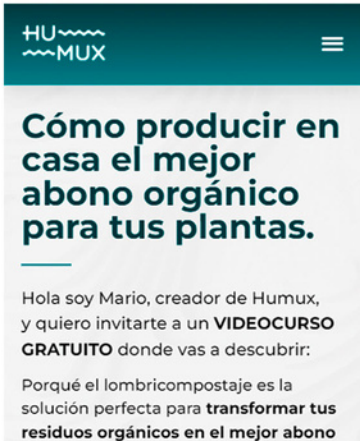 HU
MUX
Cómo producir en
casa el mejor
abono orgánico
para tus plantas.
Hola soy Mario, creador de Humux,
y quiero invitarte a un VIDEOCURSO
GRATUITO donde vas a descubrir:
Porqué el lombricompostaje es la
solución perfecta para transformar tus
residuos orgánicos en el mejor abono